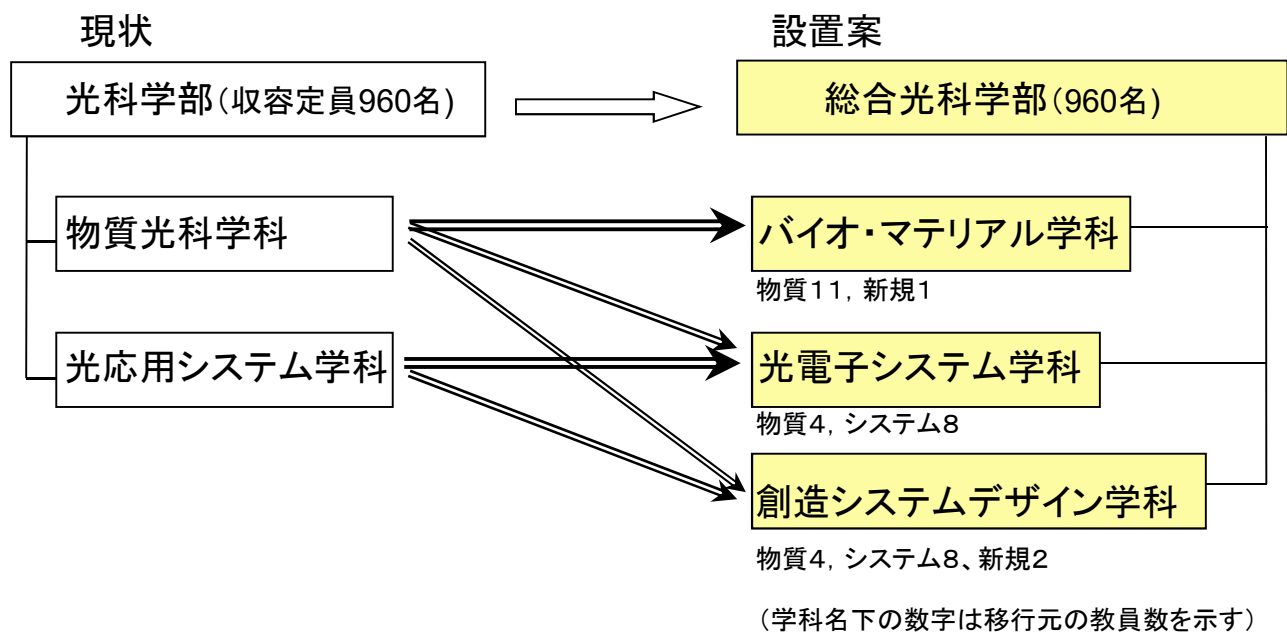 現状
設置案
光科学部(収容定員960名)
総合光科学部(960名)
物質光科学科
バイオ・マテリアル学科
物質11, 新規1
光応用システム学科
光電子システム学科
物質4, システム8
創造システムデザイン学科
物質4, システム8、新規2
(学科名下の数字は移行元の教員数を示す)